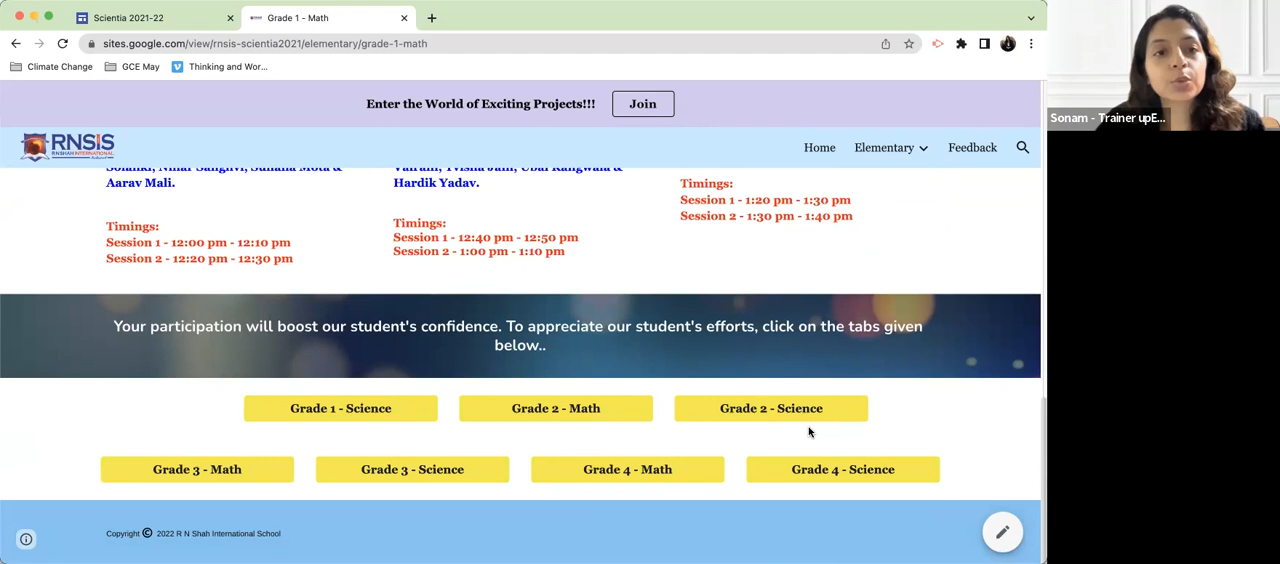 Scientia 2021-22
Grade 1 - Math
sites.google.com/view/rnsis-scientia2021/elementary/grade-1-math
Climate Change
GCE May
Thinking and Wor...
Enter the World of Exciting Projects!!! Join
RNSIS
Home
Elementary
Feedback
Aarav Mali.
Timings:
Session 1 - 12:00 pm - 12:10 pm
Session 2 - 12:20 pm - 12:30 pm
Hardik Yadav.
Timings:
Session 1 - 12:40 pm - 12:50 pm
Session 2 - 1:00 pm - 1:10 pm
Timings:
Session 1 - 1:20 pm - 1:30 pm
Session 2 - 1:30 pm - 1:40 pm
Your participation will boost our student's confidence. To appreciate our student's efforts, click on the tabs given
below..
Grade 1 - Science
Grade 2 - Math
Grade 2 - Science
Grade 3 - Math
Grade 3 - Science
Grade 4 - Math
Grade 4 - Science
Copyright © 2022 R N Shah International School
Sonam - Trainer upE...